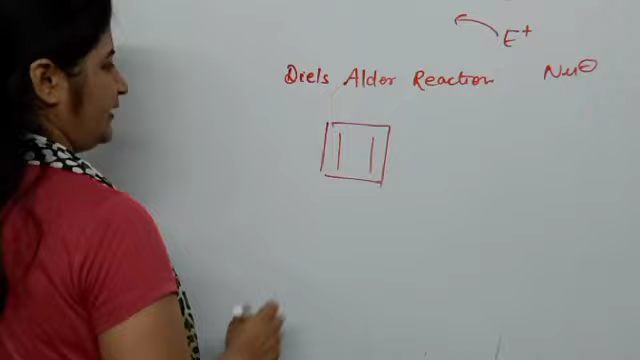 E⁺
Diels Alder Reaction Nu⊖